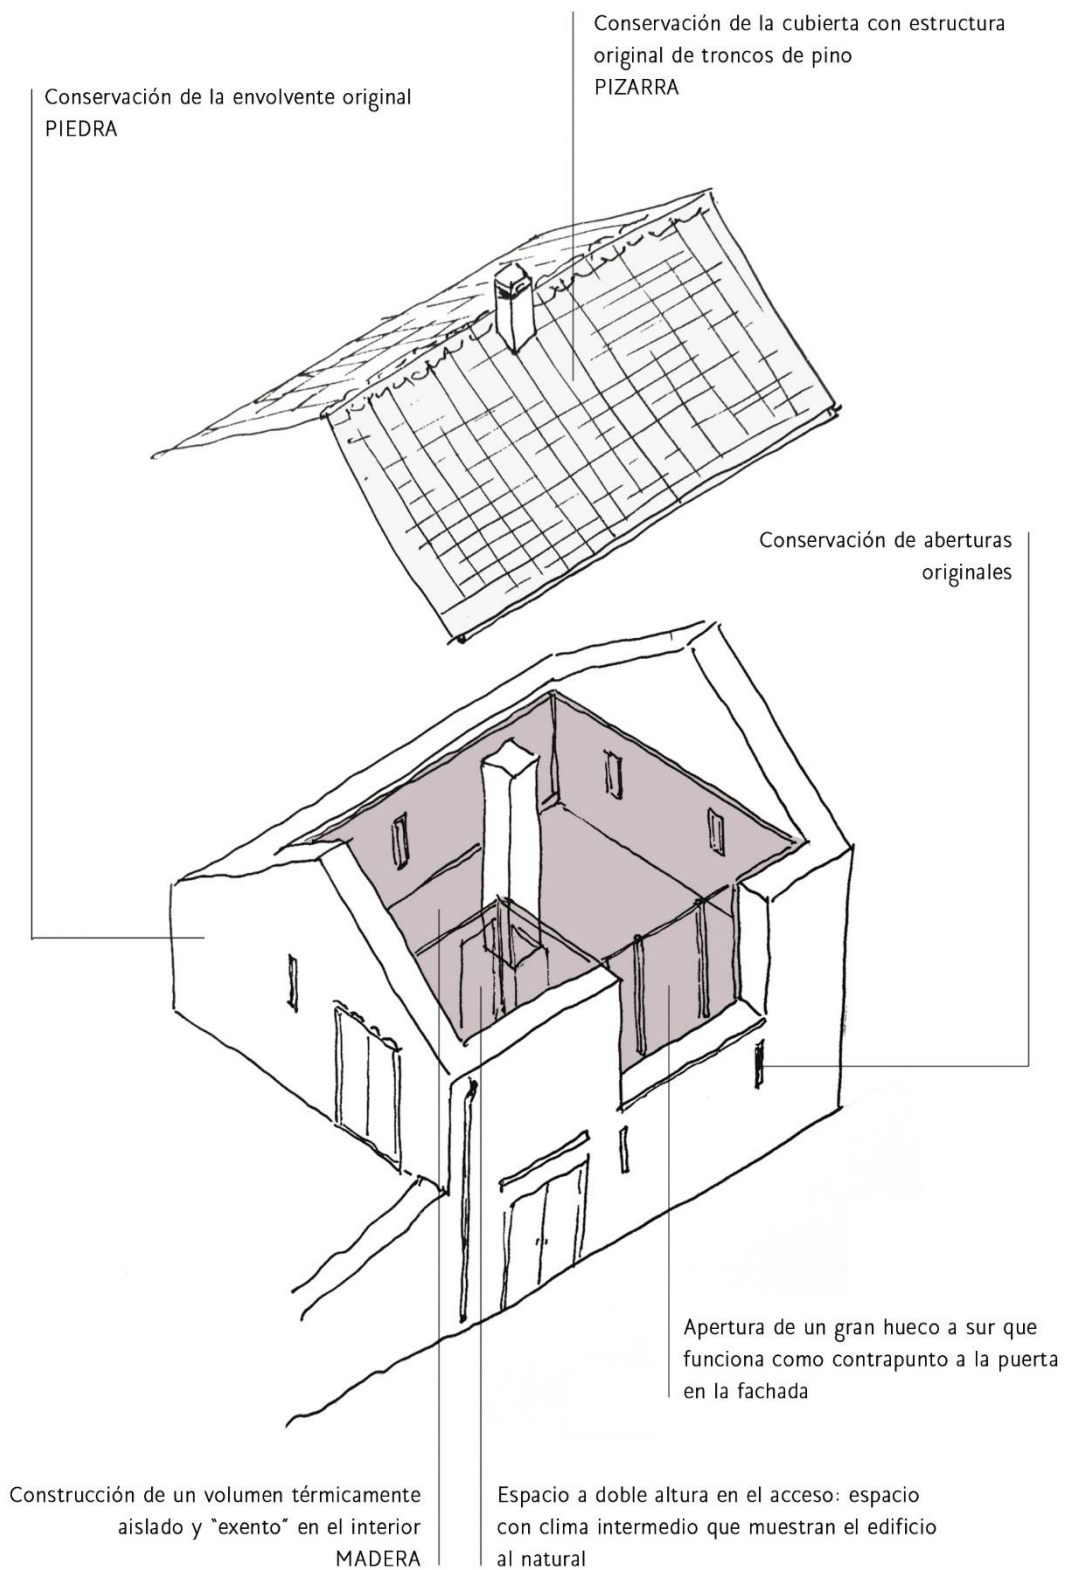 Conservación de la cubierta con estructura
original de troncos de pino
PIZARRA
Conservación de la envolvente original
PIEDRA
Conservación de aberturas
originales
Apertura de un gran hueco a sur que
funciona como contrapunto a la puerta
en la fachada
Construcción de un volumen térmicamente
aislado y “exento” en el interior
MADERA
Espacio a doble altura en el acceso: espacio
con clima intermedio que muestran el edificio
al natural